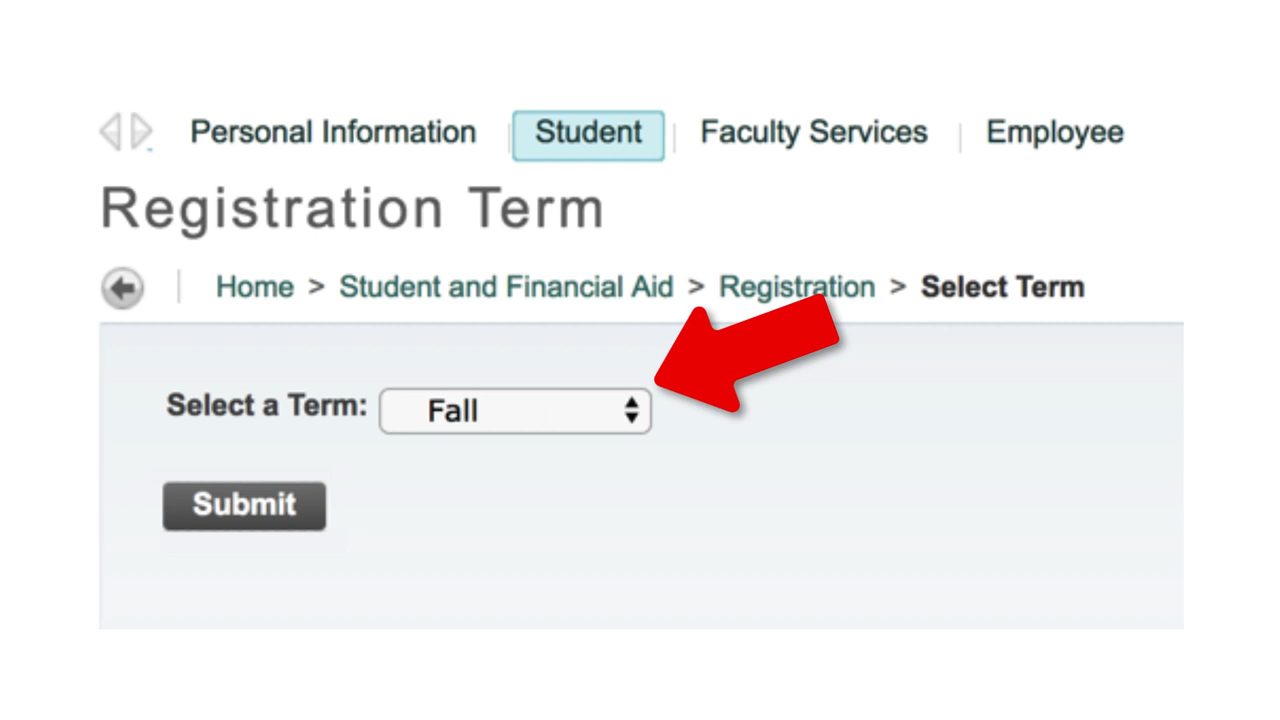 Personal Information | Student | Faculty Services | Employee
Registration Term
Home > Student and Financial Aid > Registration > Select Term
Select a Term: Fall
Submit